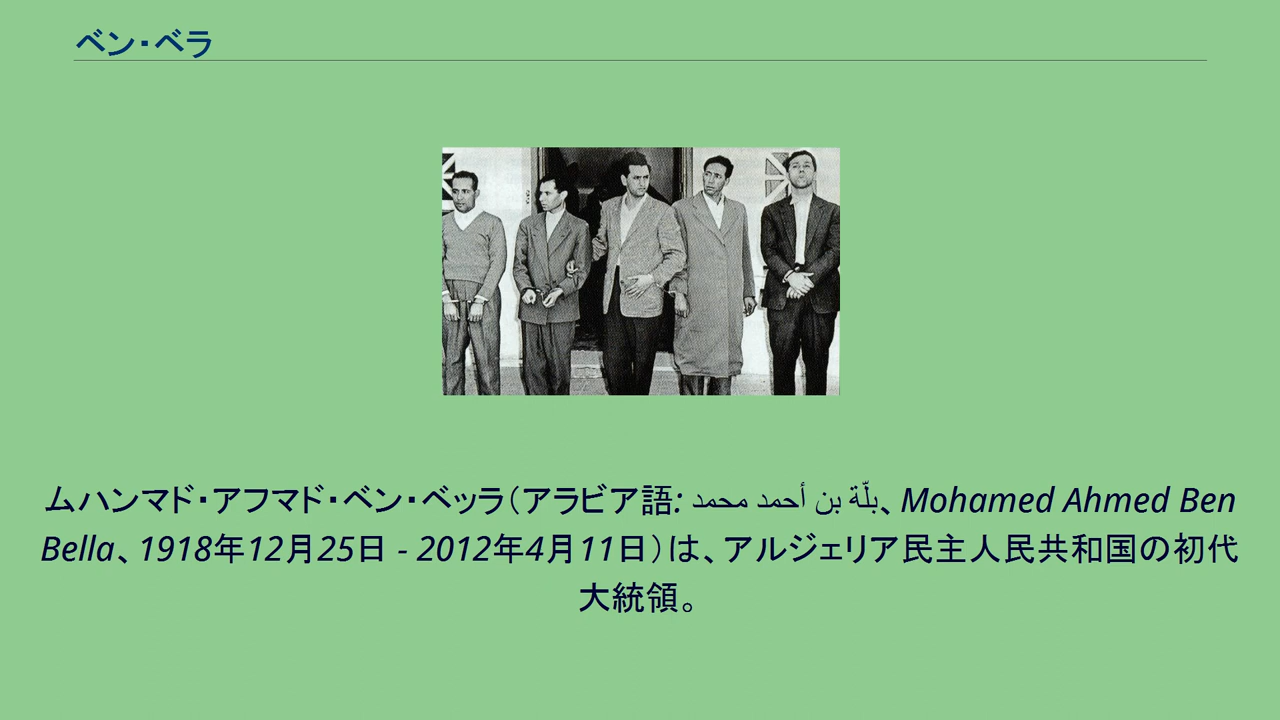 ベン・ベラ
ムハンマド・アフマド・ベン・ベッラ（アラビア語: بلّة بن أحمد محمد、Mohamed Ahmed Ben
Bella、1918年12月25日 - 2012年4月11日）は、アルジェリア民主人民共和国の初代
大統領。